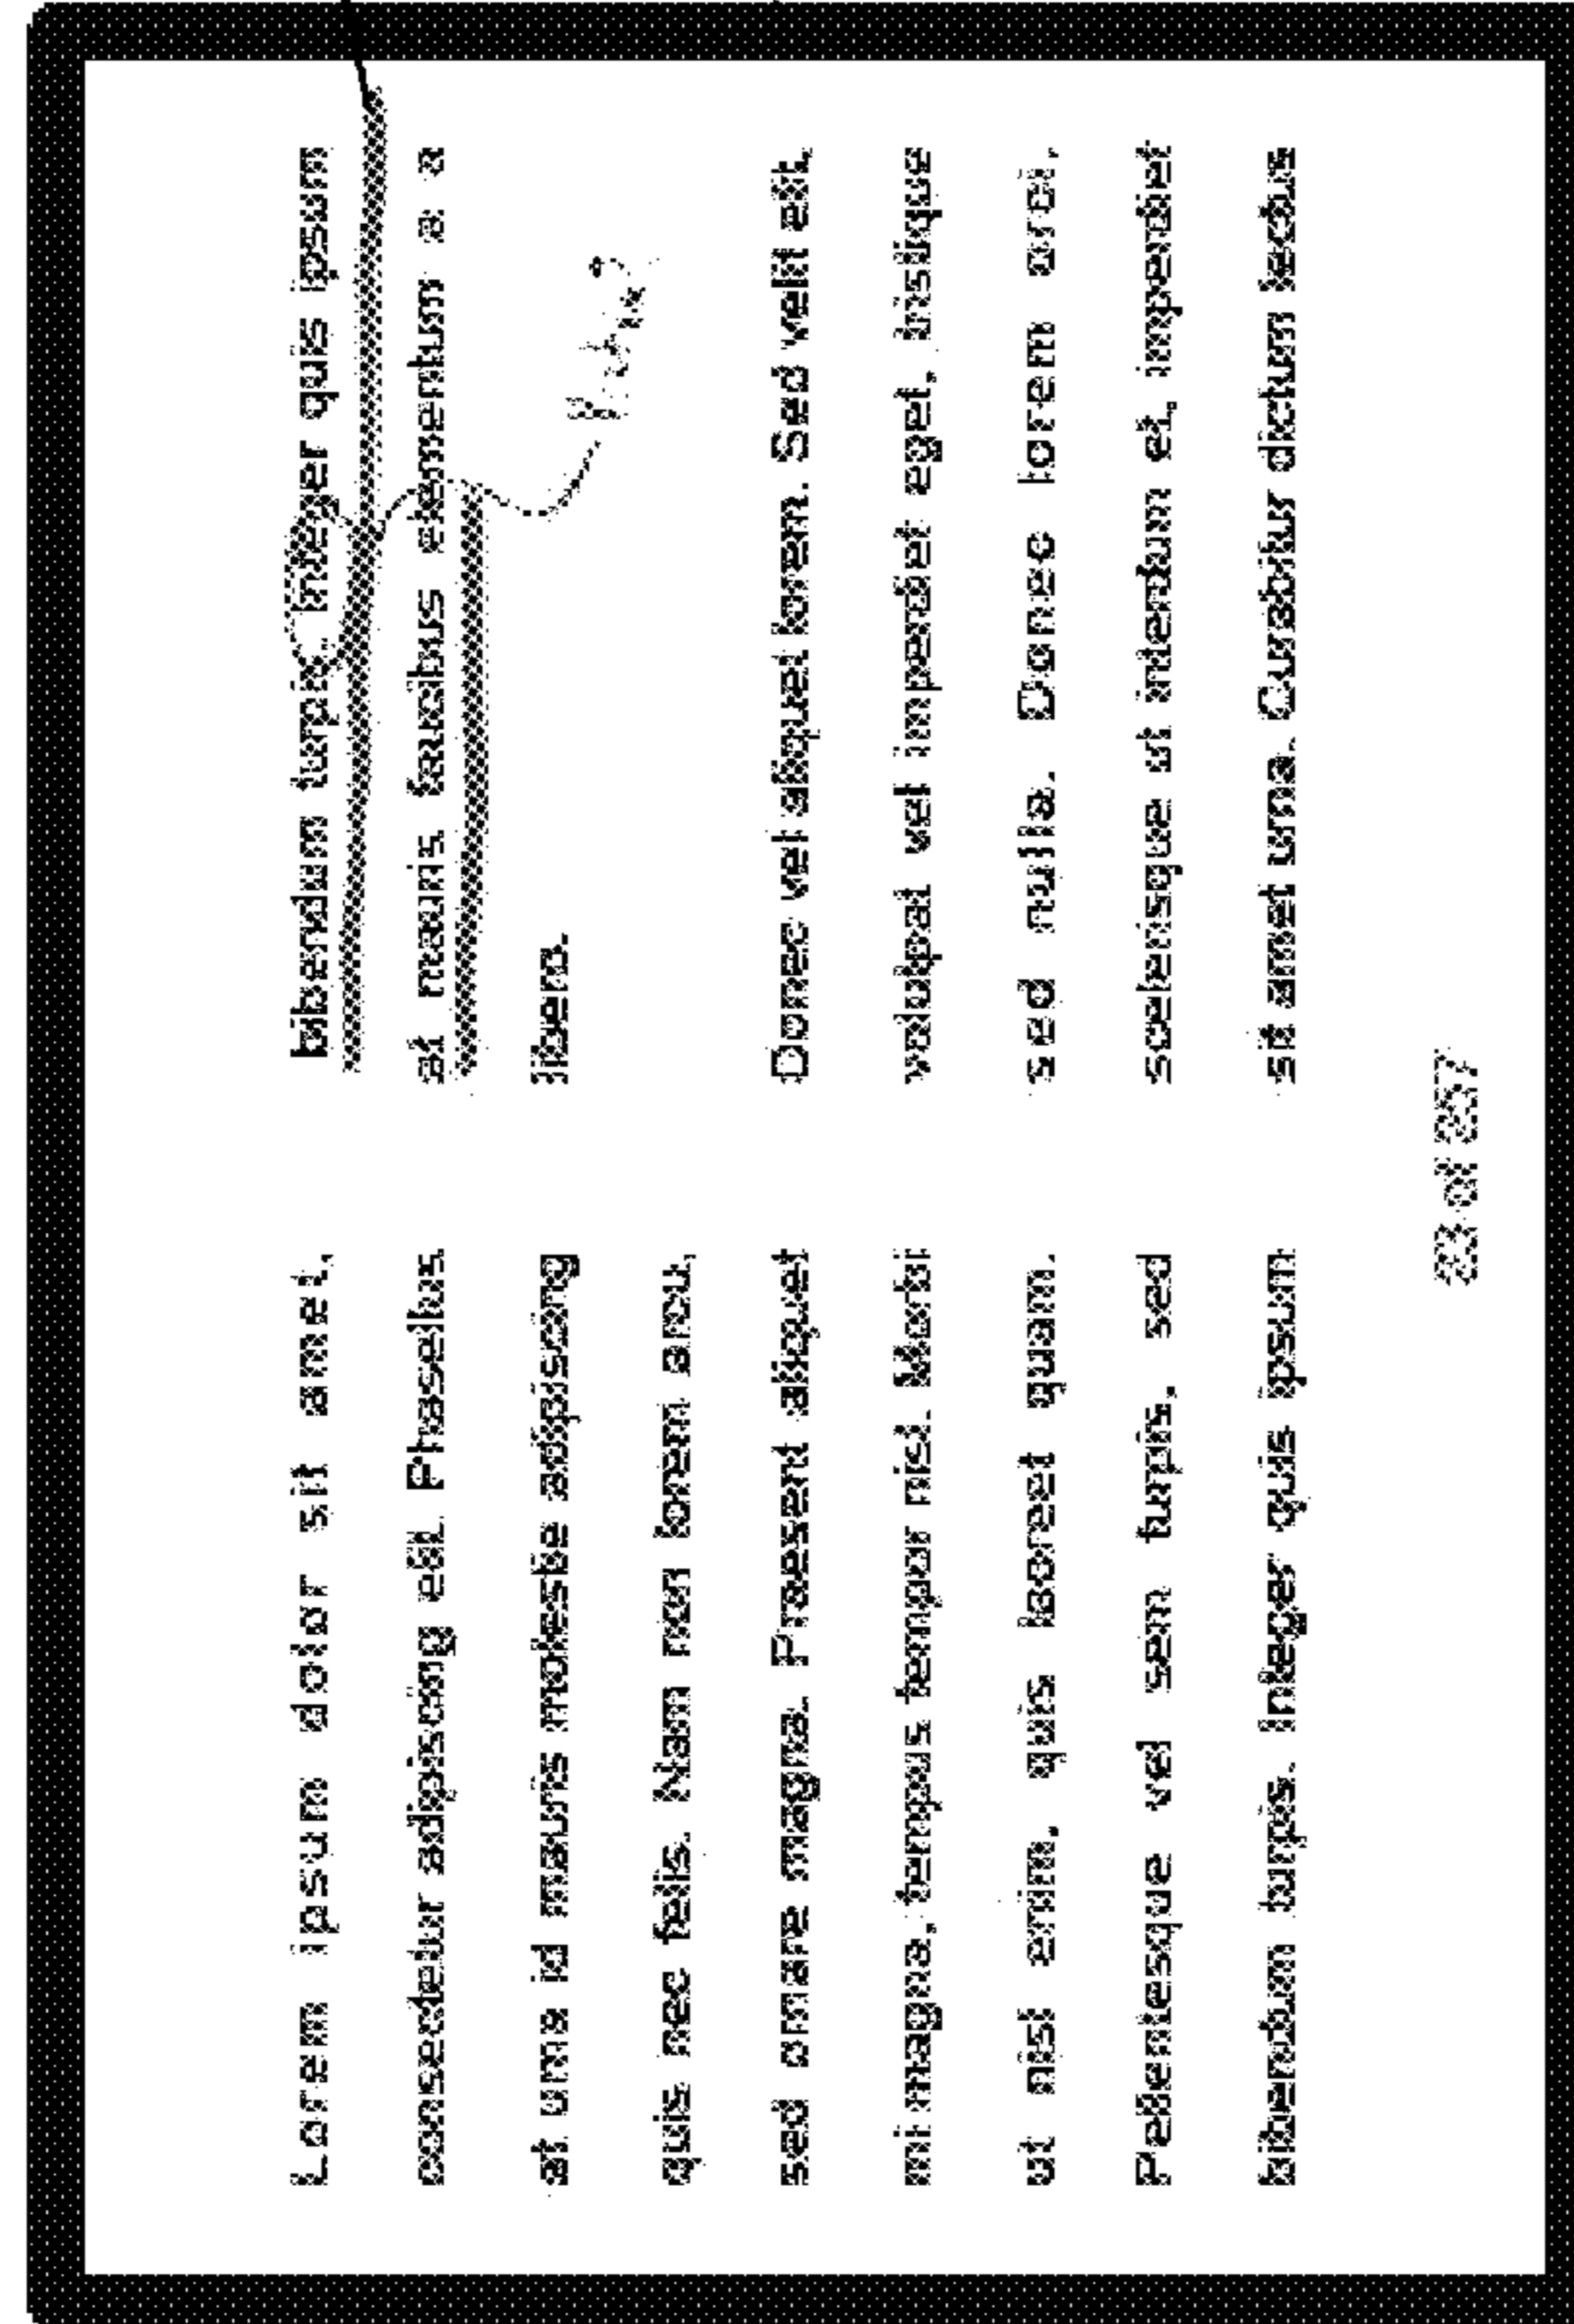 Lorem ipsum dolor sit amet,
consectetur adipiscing elit. Phasellus
at urna id mauris molestie adipiscing
quis nec felis. Nam non lorem arcu,
sed ornare magna. Praesent aliquet
mi magna, tempus tempor nisl. Morbi
ut nisl enim, quis laoreet quam.
Pellentesque vel sem turpis, sed
bibendum turpis. Integer quis ipsum
bibendum turpis. Integer quis ipsum
at mauris faucibus elementum a a
libero.
Donec vel aliquet lorem. Sed velit elit,
volutpat vel imperdiet eget, tristique
sed nulla. Donec lorem orci,
scelerisque ut interdum et, imperdiet
sit amet urna. Curabitur dictum lectus
23 of 257